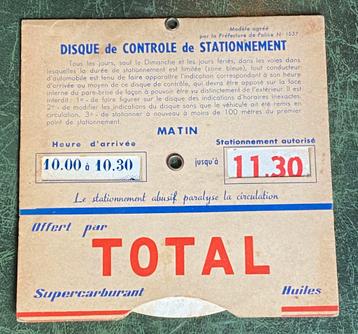 Modèle agréé
par la Préfecture de Police N° 1637
DISQUE de CONTROLE de STATIONNEMENT
Tous les jours, sauf le Dimanche et les jours fériés, dans les voies dans
lesquelles la durée de stationnement est limitée (zone bleue), tout conducteur
d'automobile est tenu de faire apparaître l'indication correspondant à son heure
d'arrivée au moyen de ce disque de contrôle, qui devra être apposé sur la face
interne du pare-brise de façon à pouvoir être vu distinctement de l'extérieur. Il est
interdit : 1° - de faire figurer sur le disque des indications d'horaires inexactes.
2° - de modifier les indications du disque sans que le véhicule ait été remis en
circulation. 3° - de stationner à nouveau à moins de 100 mètres du premier
point de stationnement.
MATIN
Heure d'arrivée
Stationnement autorisé
10.00 à 10.30
jusqu'à
11.30
Le stationnement abusif paralyse la circulation
Offert par
TOTAL
Supercarburant
Huiles